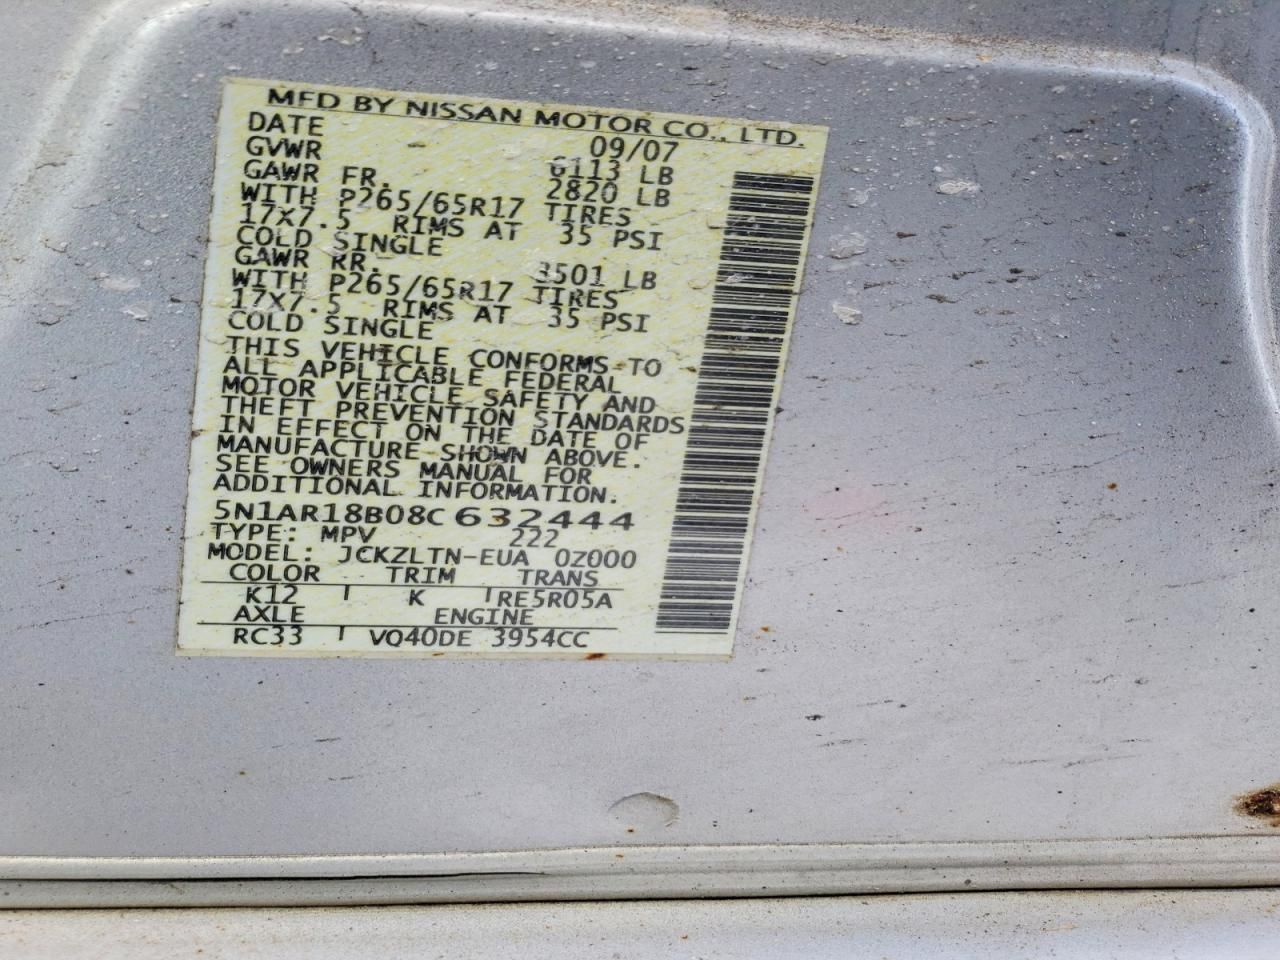 MFD BY NISSAN MOTOR CO., LTD.
DATE 09/07
GVWR 6113 LB
GAWR FR. 2820 LB
WITH P265/65R17 TIRES
17X7.5 RIMS AT 35 PSI
COLD SINGLE
GAWR RR. 3501 LB
WITH P265/65R17 TIRES
17X7.5 RIMS AT 35 PSI
COLD SINGLE
THIS VEHICLE CONFORMS TO
ALL APPLICABLE FEDERAL
MOTOR VEHICLE SAFETY AND
THEFT PREVENTION STANDARDS
IN EFFECT ON THE DATE OF
MANUFACTURE SHOWN ABOVE.
SEE OWNERS MANUAL FOR
ADDITIONAL INFORMATION.
5N1AR18B08C632444
TYPE: MPV 222
MODEL: JCKZLTN-EUA 0Z000
COLOR TRIM TRANS
K12 K RE5R05A
AXLE ENGINE
RC33 VQ40DE 3954CC